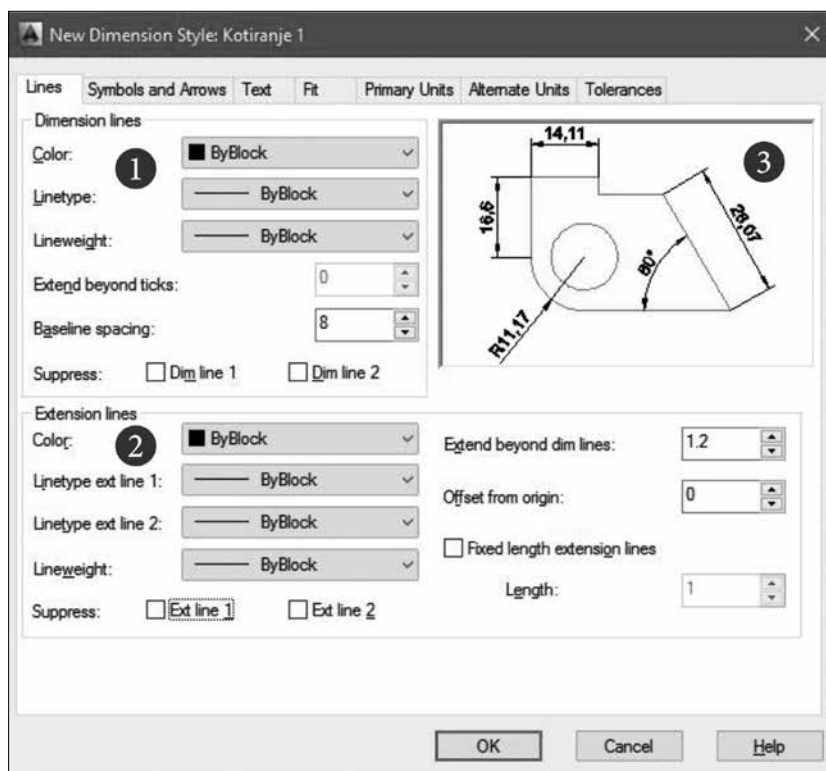 New Dimension Style: Kotiranje 1
Lines Symbols and Arrows Text Fit Primary Units Alternate Units Tolerances
Dimension lines
Color: ByBlock
1
Linetype: ByBlock
Lineweight: ByBlock
Extend beyond ticks: 0
Baseline spacing: 8
Suppress: Dim line 1 Dim line 2
3
14,11
16,6
28,07
80°
R11,17
Extension lines
Color: ByBlock
2
Linetype ext line 1: ByBlock
Linetype ext line 2: ByBlock
Lineweight: ByBlock
Suppress: Ext line 1 Ext line 2
Extend beyond dim lines: 1.2
Offset from origin: 0
Fixed length extension lines
Length: 1
OK Cancel Help